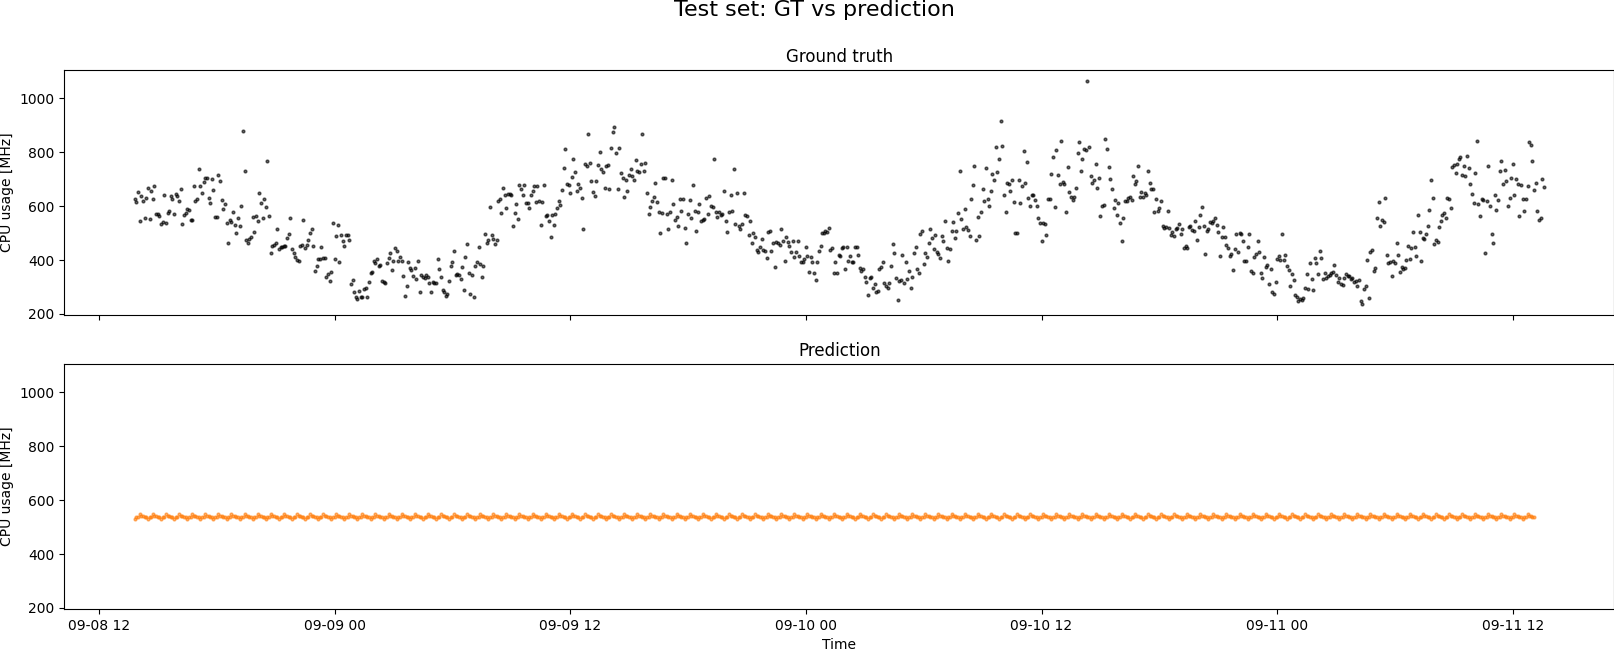 Test set: GT vs prediction
Ground truth
CPU usage [MHz]
1000
800
600
400
200
Prediction
CPU usage [MHz]
1000
800
600
400
200
09-08 12 09-09 00 09-09 12 09-10 00 09-10 12 09-11 00 09-11 12
Time